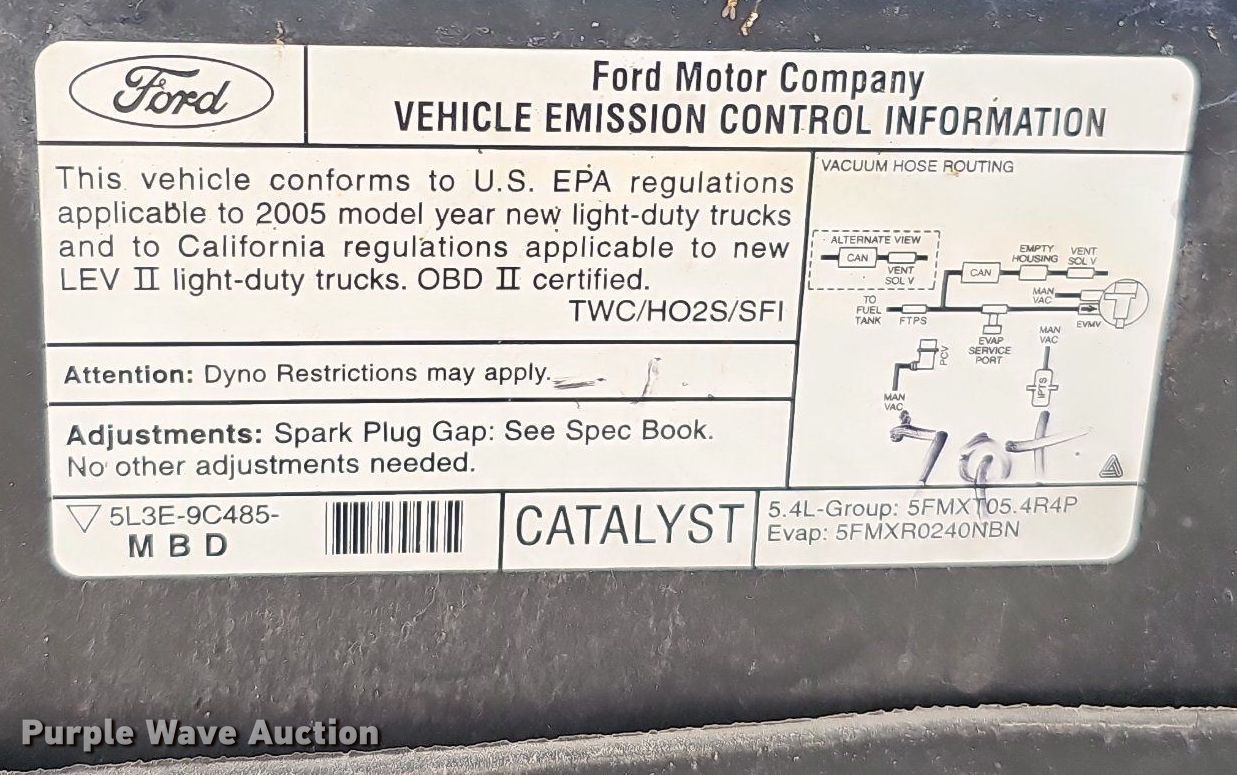 Ford
Ford Motor Company
VEHICLE EMISSION CONTROL INFORMATION
This vehicle conforms to U.S. EPA regulations
applicable to 2005 model year new light-duty trucks
and to California regulations applicable to new
LEV II light-duty trucks. OBD II certified.
TWC/HO2S/SFI
Attention: Dyno Restrictions may apply.
Adjustments: Spark Plug Gap: See Spec Book.
No other adjustments needed.
VACUUM HOSE ROUTING
ALTERNATE VIEW
CAN
VENT
SOL V
CAN
EMPTY
HOUSING
VENT
SOL V
TO
FUEL
TANK
FTPS
MAN
VAC
EVMV
EVAP
SERVICE
PORT
MAN
VAC
PCV
MAN
VAC
IPTS
5L3E-9C485-
M B D
CATALYST
5.4L-Group: 5FMXT05.4R4P
Evap: 5FMXR0240NBN
Purple Wave Auction